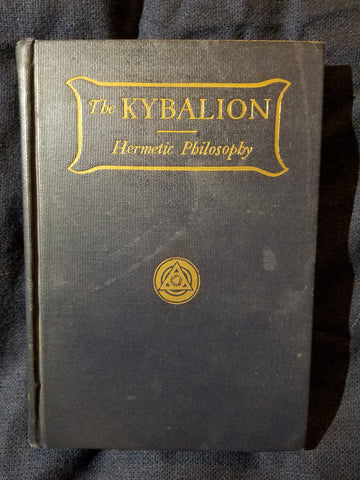 The KYBALION
Hermetic Philosophy